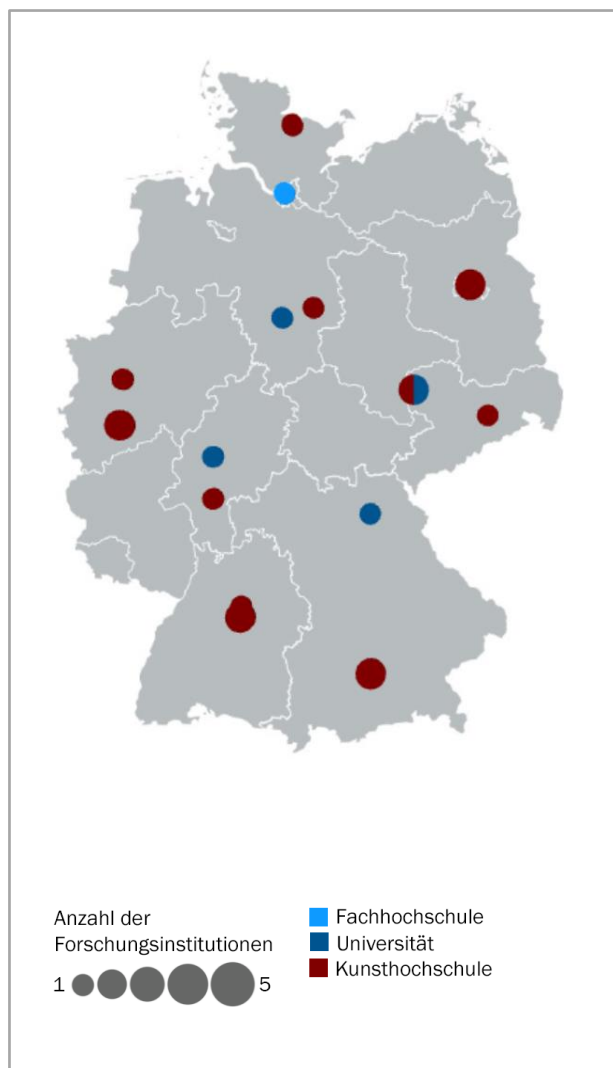 Anzahl der
Forschungsinstitutionen
1 5
Fachhochschule
Universität
Kunsthochschule